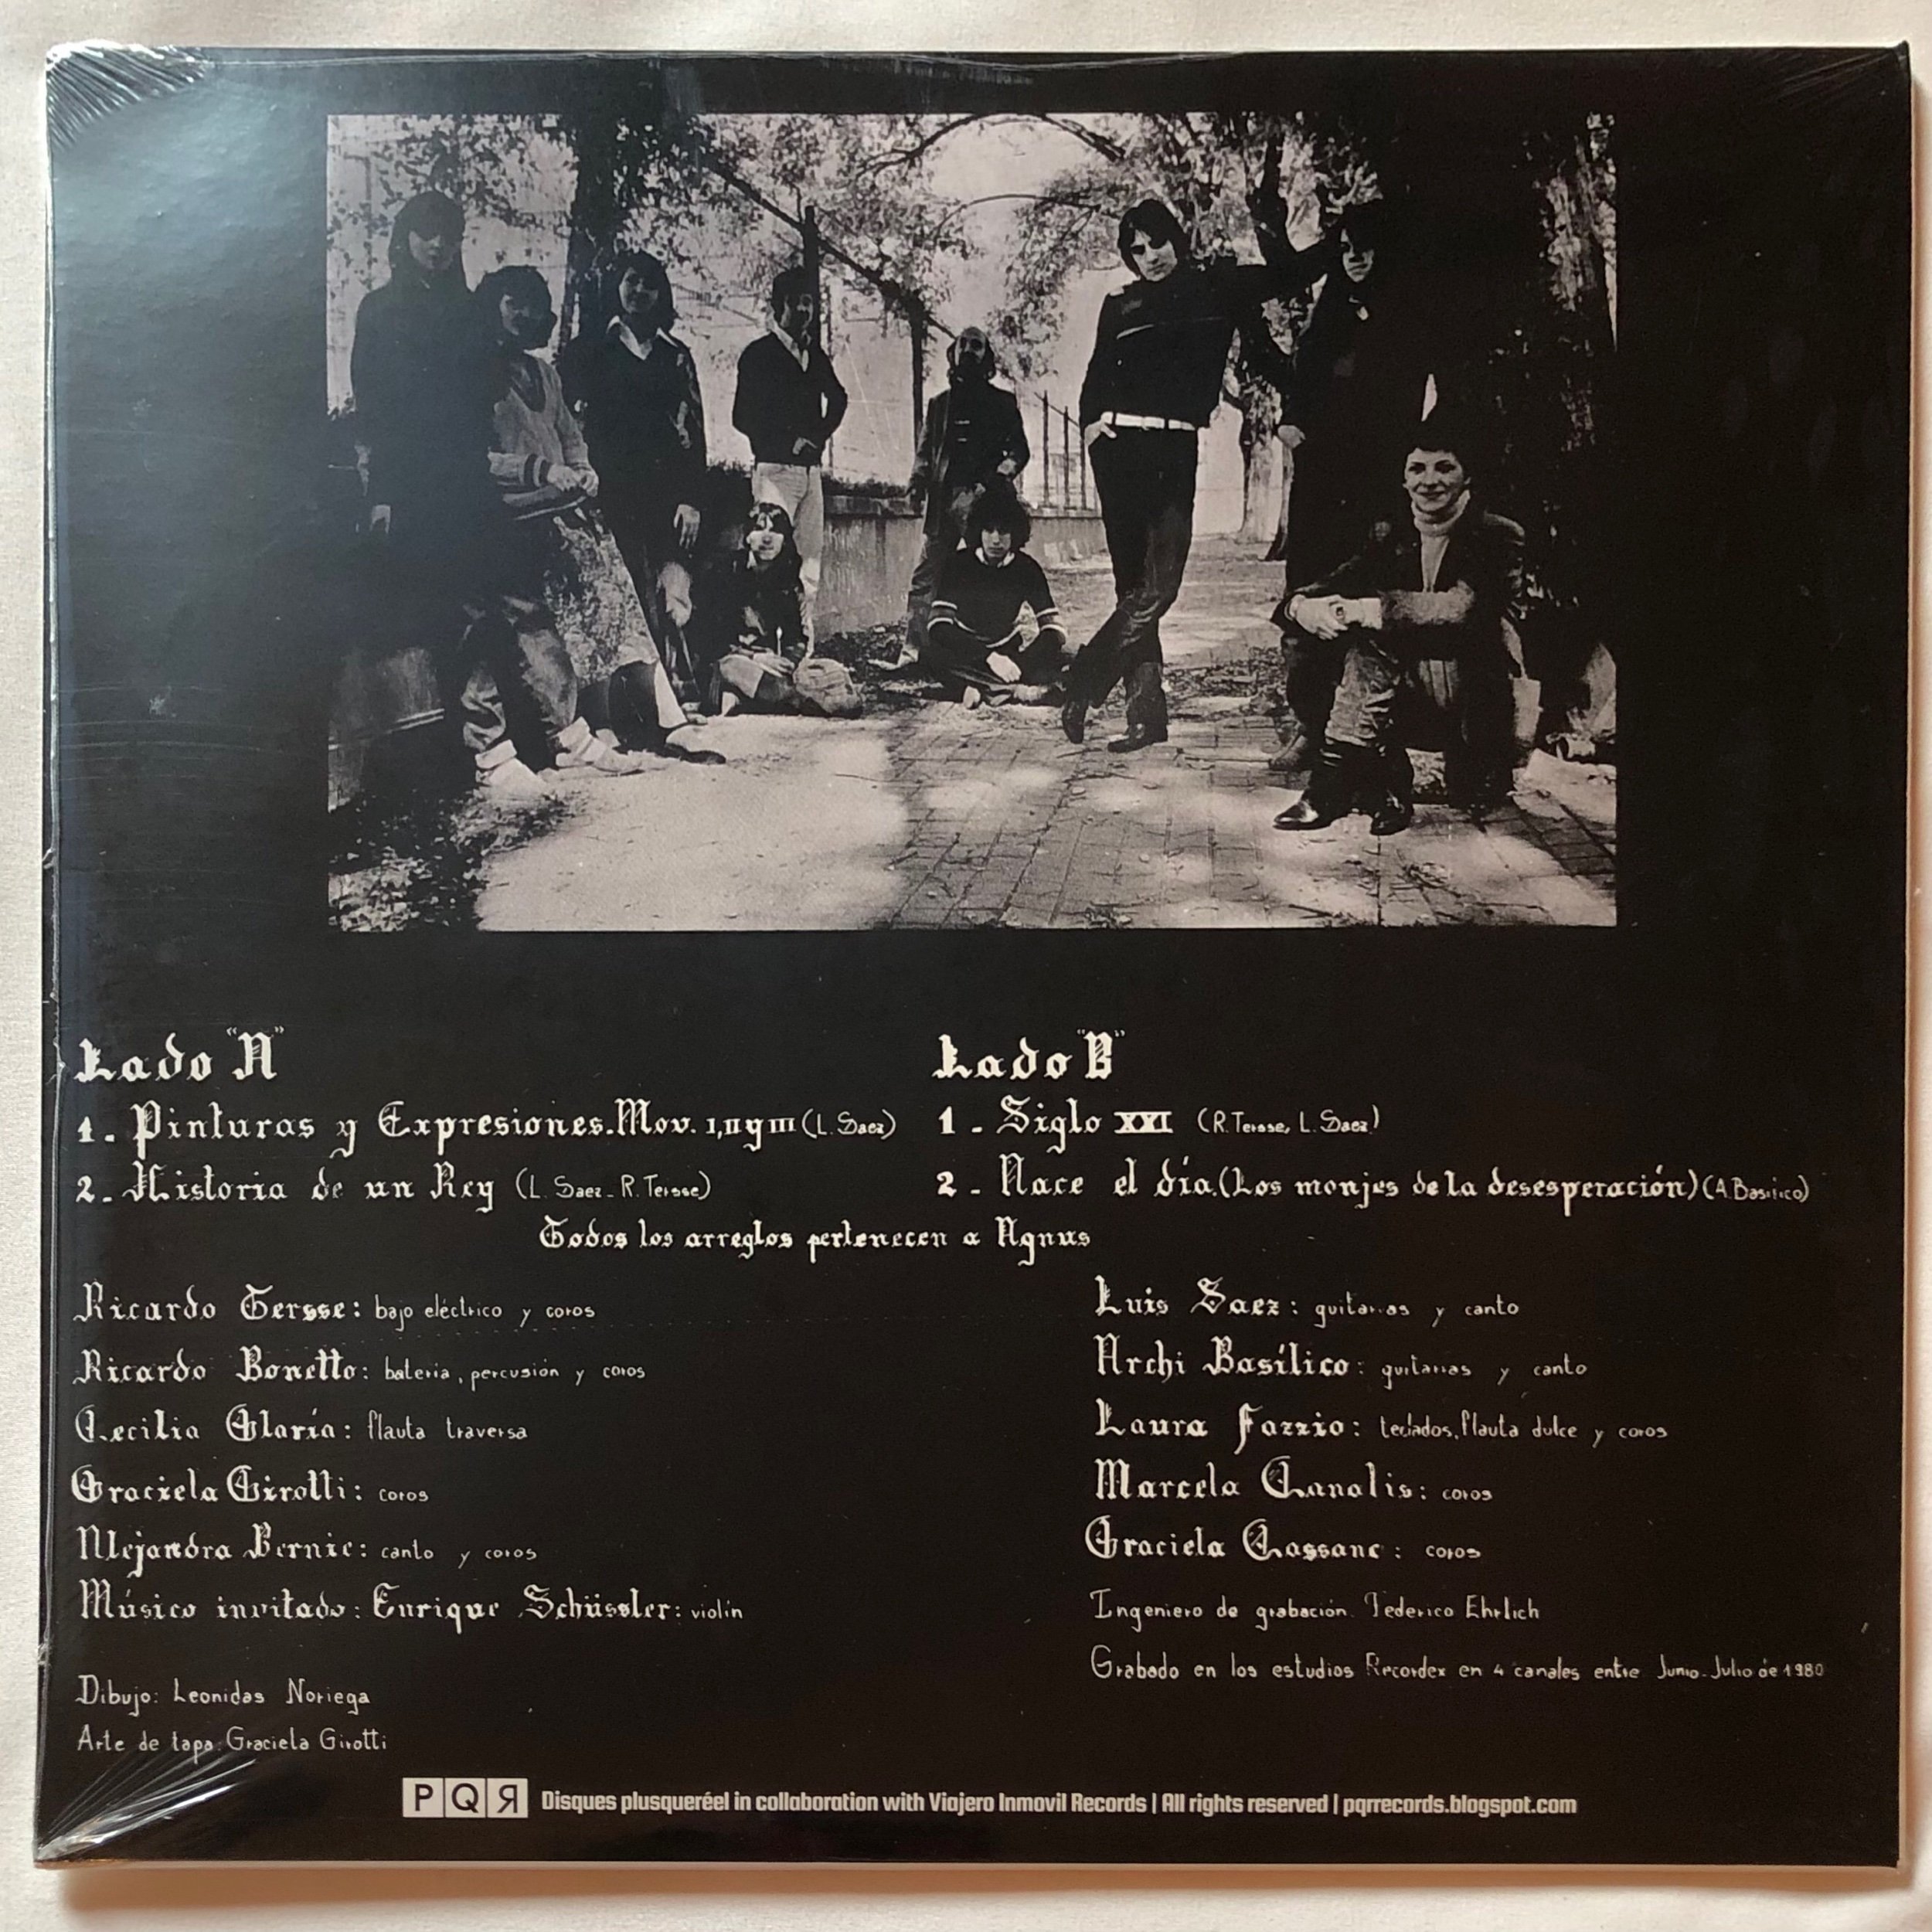 Lado "A"
1. Pinturas y Expresiones. Mov. I, II y III (L. Saez)
2. Historia de un Rey (L. Saez - R. Tersse)
Lado "B"
1 - Siglo XXI (R. Tersse, L. Saez)
2 - Nace el día. (Los monjes de la desesperación) (A. Basilico)
Todos los arreglos pertenecen a Agnus
Ricardo Tersse: bajo eléctrico y coros
Ricardo Bonetto: bateria, percusión y coros
Cecilia Glaría: flauta traversa
Graciela Girotti: coros
Alejandra Bernic: canto y coros
Músico invitado: Enrique Schüssler: violín
Dibujo: Leonidas Noriega
Arte de tapa: Graciela Girotti
Luis Saez: guitarras y canto
Archi Basílico: guitarras y canto
Laura Fazzio: teclados, flauta dulce y coros
Marcela Canalis: coros
Graciela Cassanc: coros
Ingeniero de grabación: Federico Ehrlich
Grabado en los estudios Recordex en 4 canales entre Junio-Julio de 1980
PQR Disques plusqueréel in collaboration with Viajero Inmovil Records | All rights reserved | pqrrecords.blogspot.com